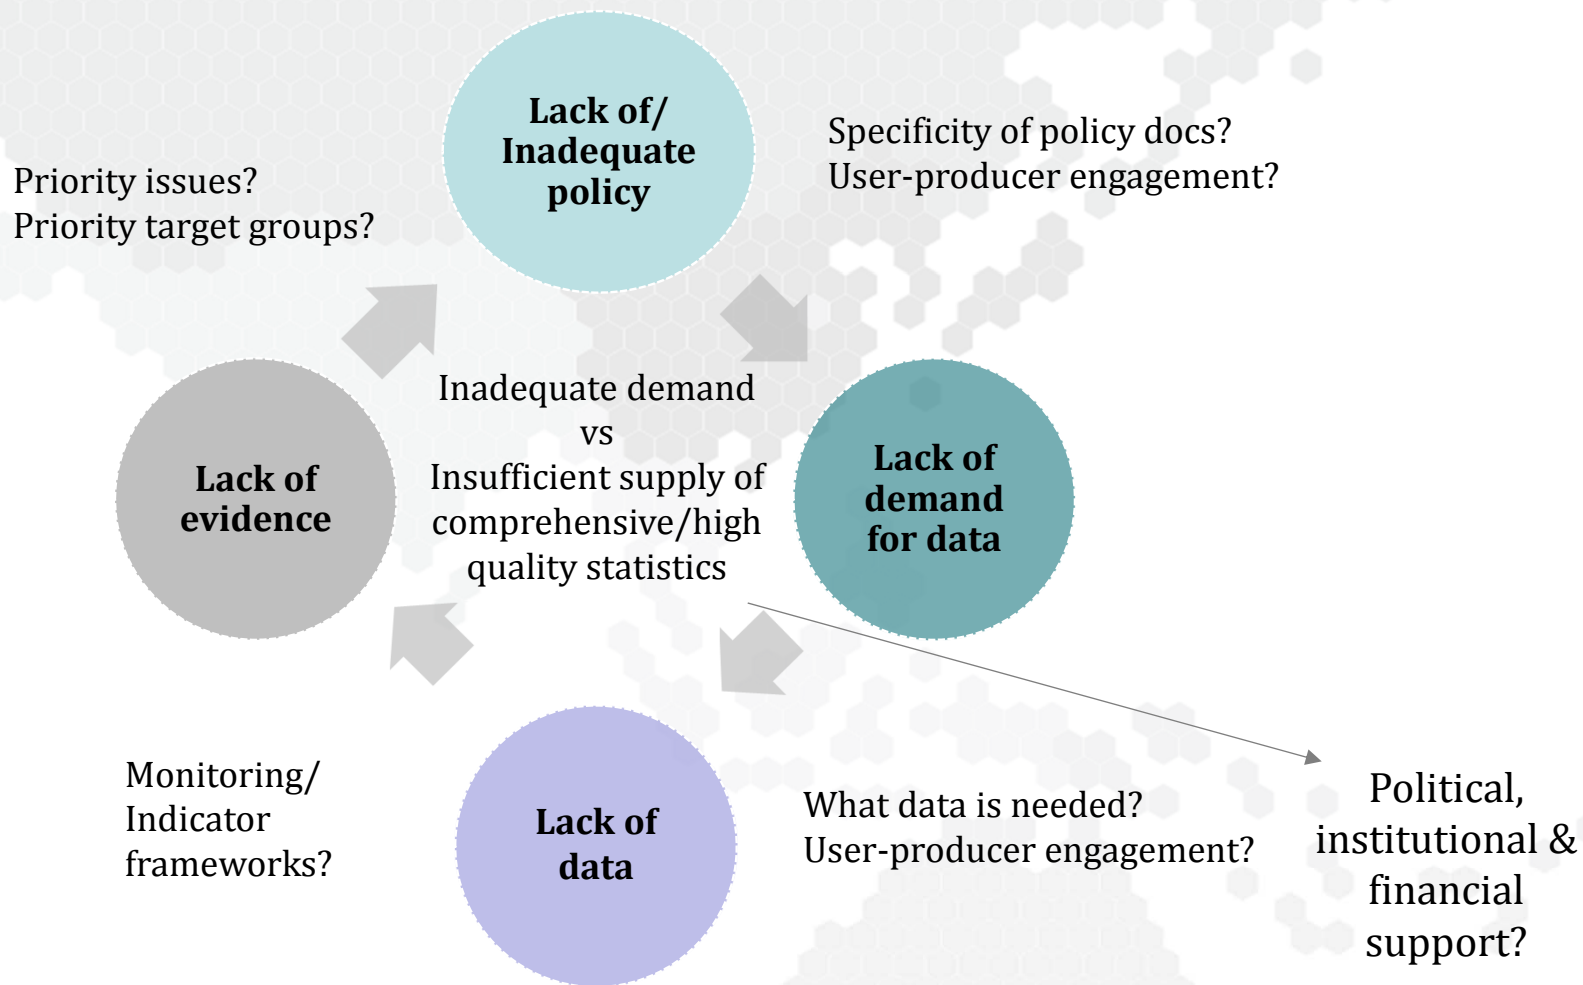 Lack of/
Inadequate
policy
Specificity of policy docs?
User-producer engagement?
Priority issues?
Priority target groups?
Inadequate demand
vs
Insufficient supply of
comprehensive/high
quality statistics
Lack of
evidence
Lack of
demand
for data
Monitoring/
Indicator
frameworks?
Lack of
data
What data is needed?
User-producer engagement?
Political,
institutional &
financial
support?